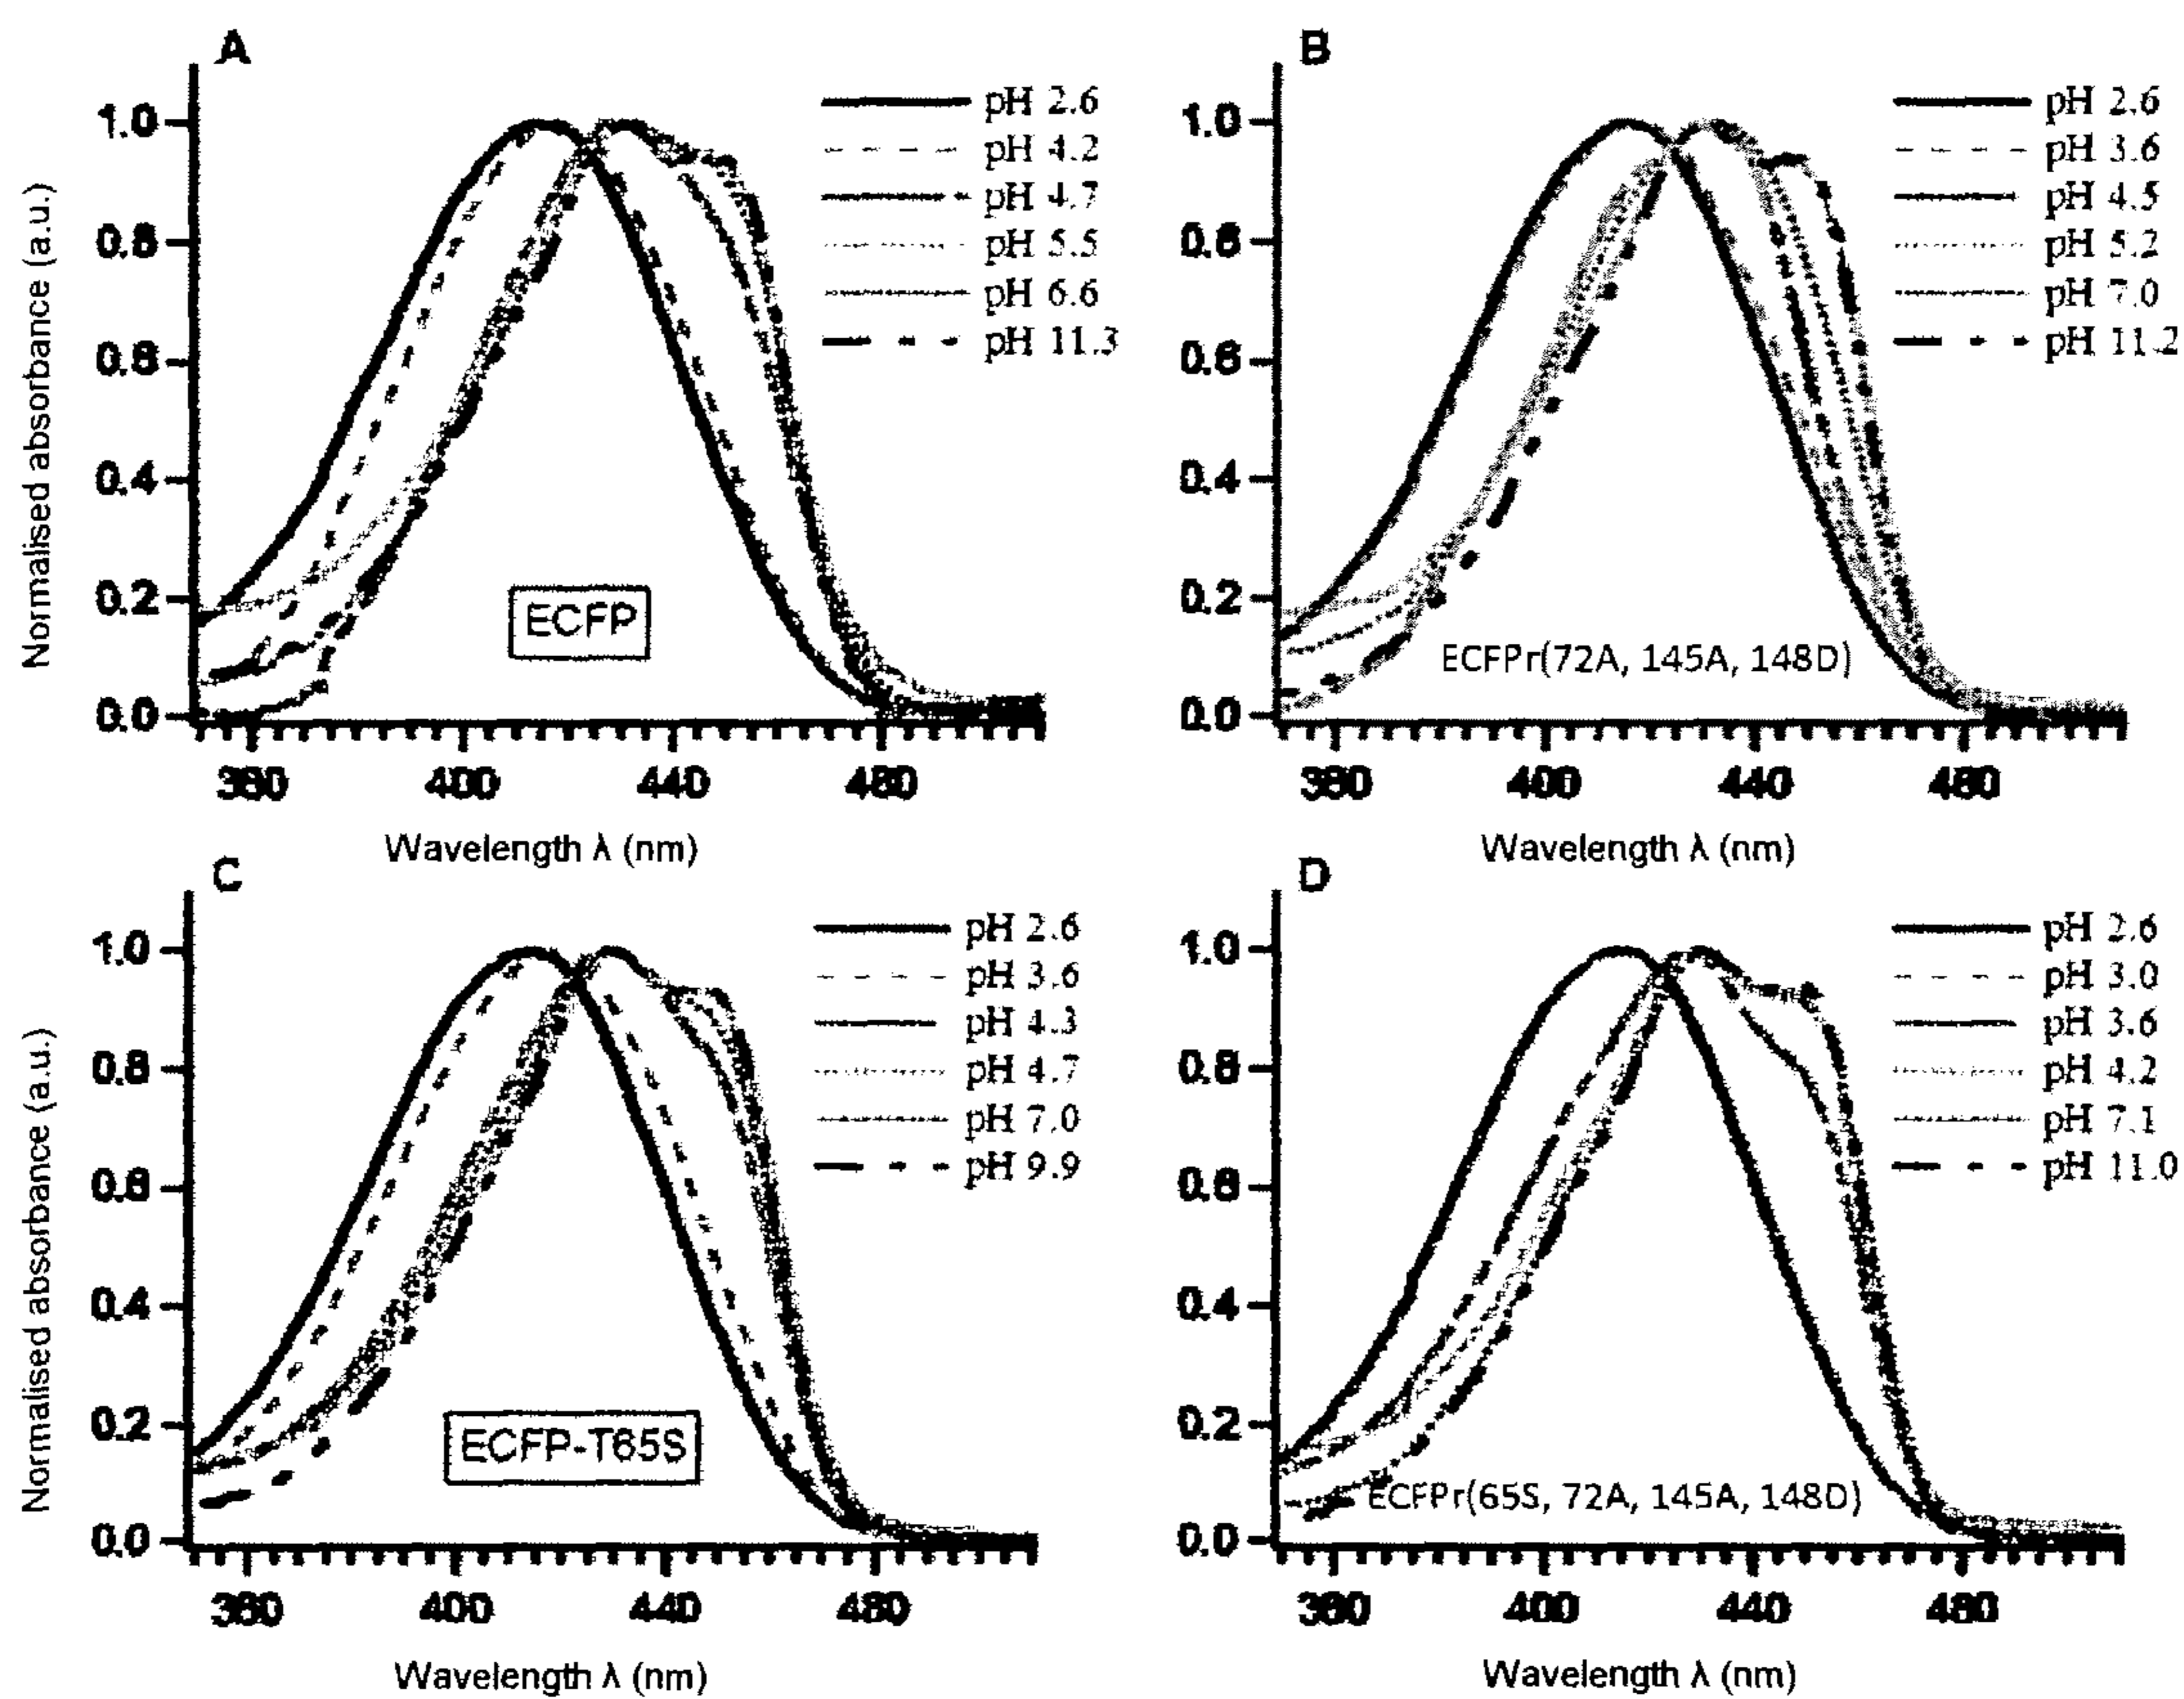 A
Normalised absorbance (a.u.)
1.0
0.8
0.6
0.4
0.2
0.0
pH 2.6
pH 4.2
pH 4.7
pH 5.5
pH 6.6
pH 11.3
ECFP
360
400
440
480
Wavelength λ (nm)
B
1.0
0.8
0.6
0.4
0.2
0.0
pH 2.6
pH 3.6
pH 4.5
pH 5.2
pH 7.0
pH 11.2
ECFPr(72A, 145A, 148D)
360
400
440
480
Wavelength λ (nm)
C
Normalised absorbance (a.u.)
1.0
0.8
0.6
0.4
0.2
0.0
pH 2.6
pH 3.6
pH 4.3
pH 4.7
pH 7.0
pH 9.9
ECFP-T65S
360
400
440
480
Wavelength λ (nm)
D
1.0
0.8
0.6
0.4
0.2
0.0
pH 2.6
pH 3.0
pH 3.6
pH 4.2
pH 7.1
pH 11.0
ECFPr(65S, 72A, 145A, 148D)
360
400
440
480
Wavelength λ (nm)